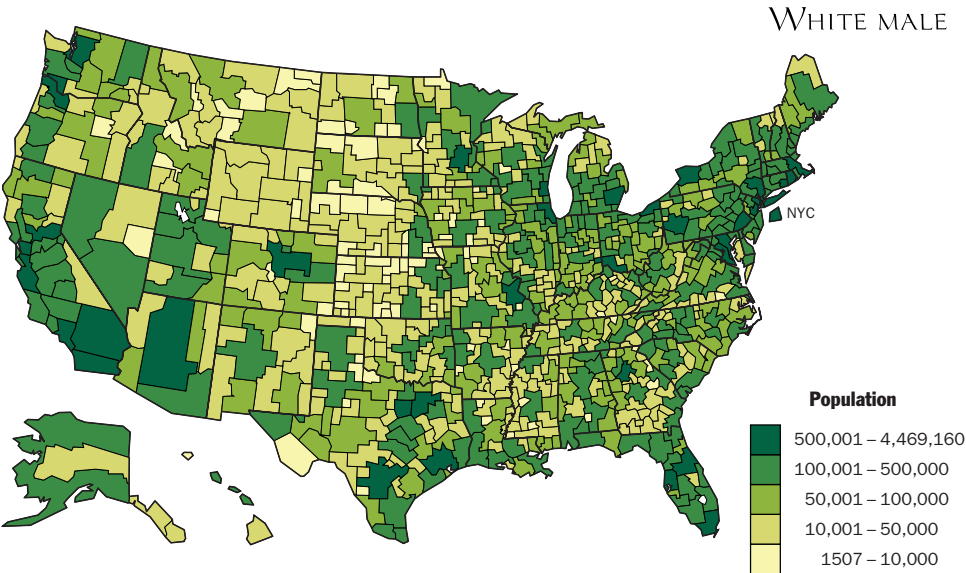 WHITE MALE
NYC
Population
500,001 – 4,469,160
100,001 – 500,000
50,001 – 100,000
10,001 – 50,000
1507 – 10,000